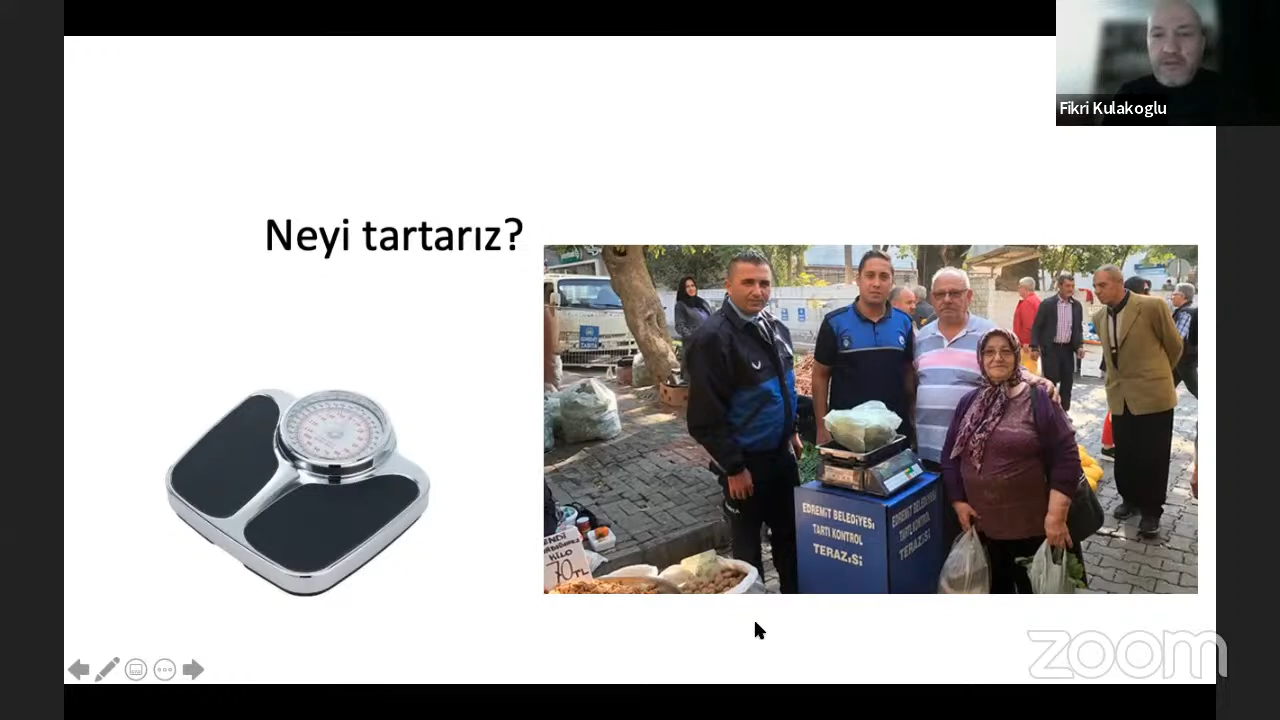 Fikri Kulakoglu
Neyi tartarız?
EDREMİT BELEDİYESİ
TARTI KONTROL
TERAZİSİ
EDREMİT BELEDİYESİ
TARTI KONTROL
TERAZİSİ
ZABITA
KİLO
70 TL
zoom